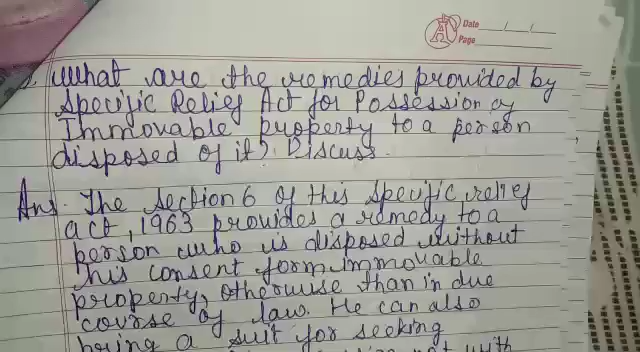 Date
Page
What are the remedies provided by
Specific Relief Act for Possession of
Immovable property to a person
disposed of it? Discuss.
Ans. The section 6 of this specific relief
act, 1963 provides a remedy to a
person who is disposed without
his consent form immovable
property, otherwise than in due
course of law. He can also
bring a suit for seeking
not with